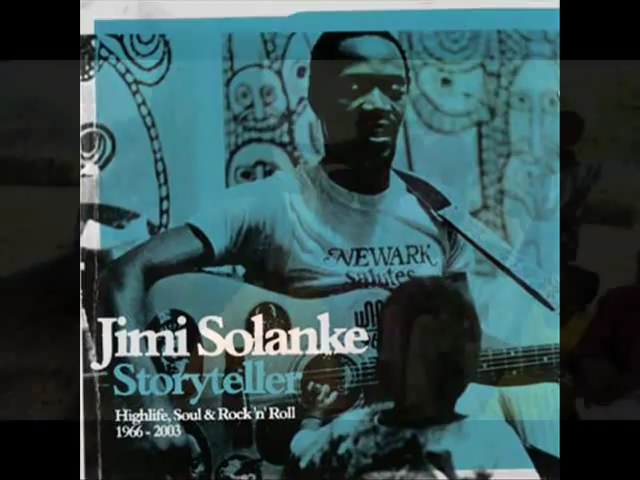 NEWARK
Salutes
Jimi Solanke
Storyteller
Highlife, Soul & Rock 'n' Roll
1966 - 2003